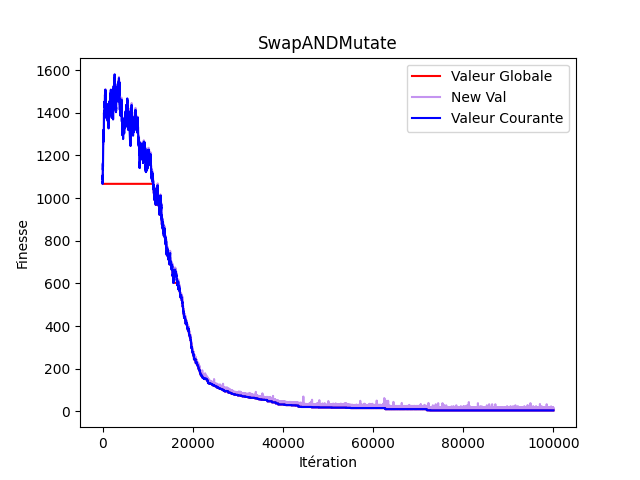 SwapANDMutate
Valeur Globale
New Val
Valeur Courante
Finesse
1600
1400
1200
1000
800
600
400
200
0
0 20000 40000 60000 80000 100000
Itération